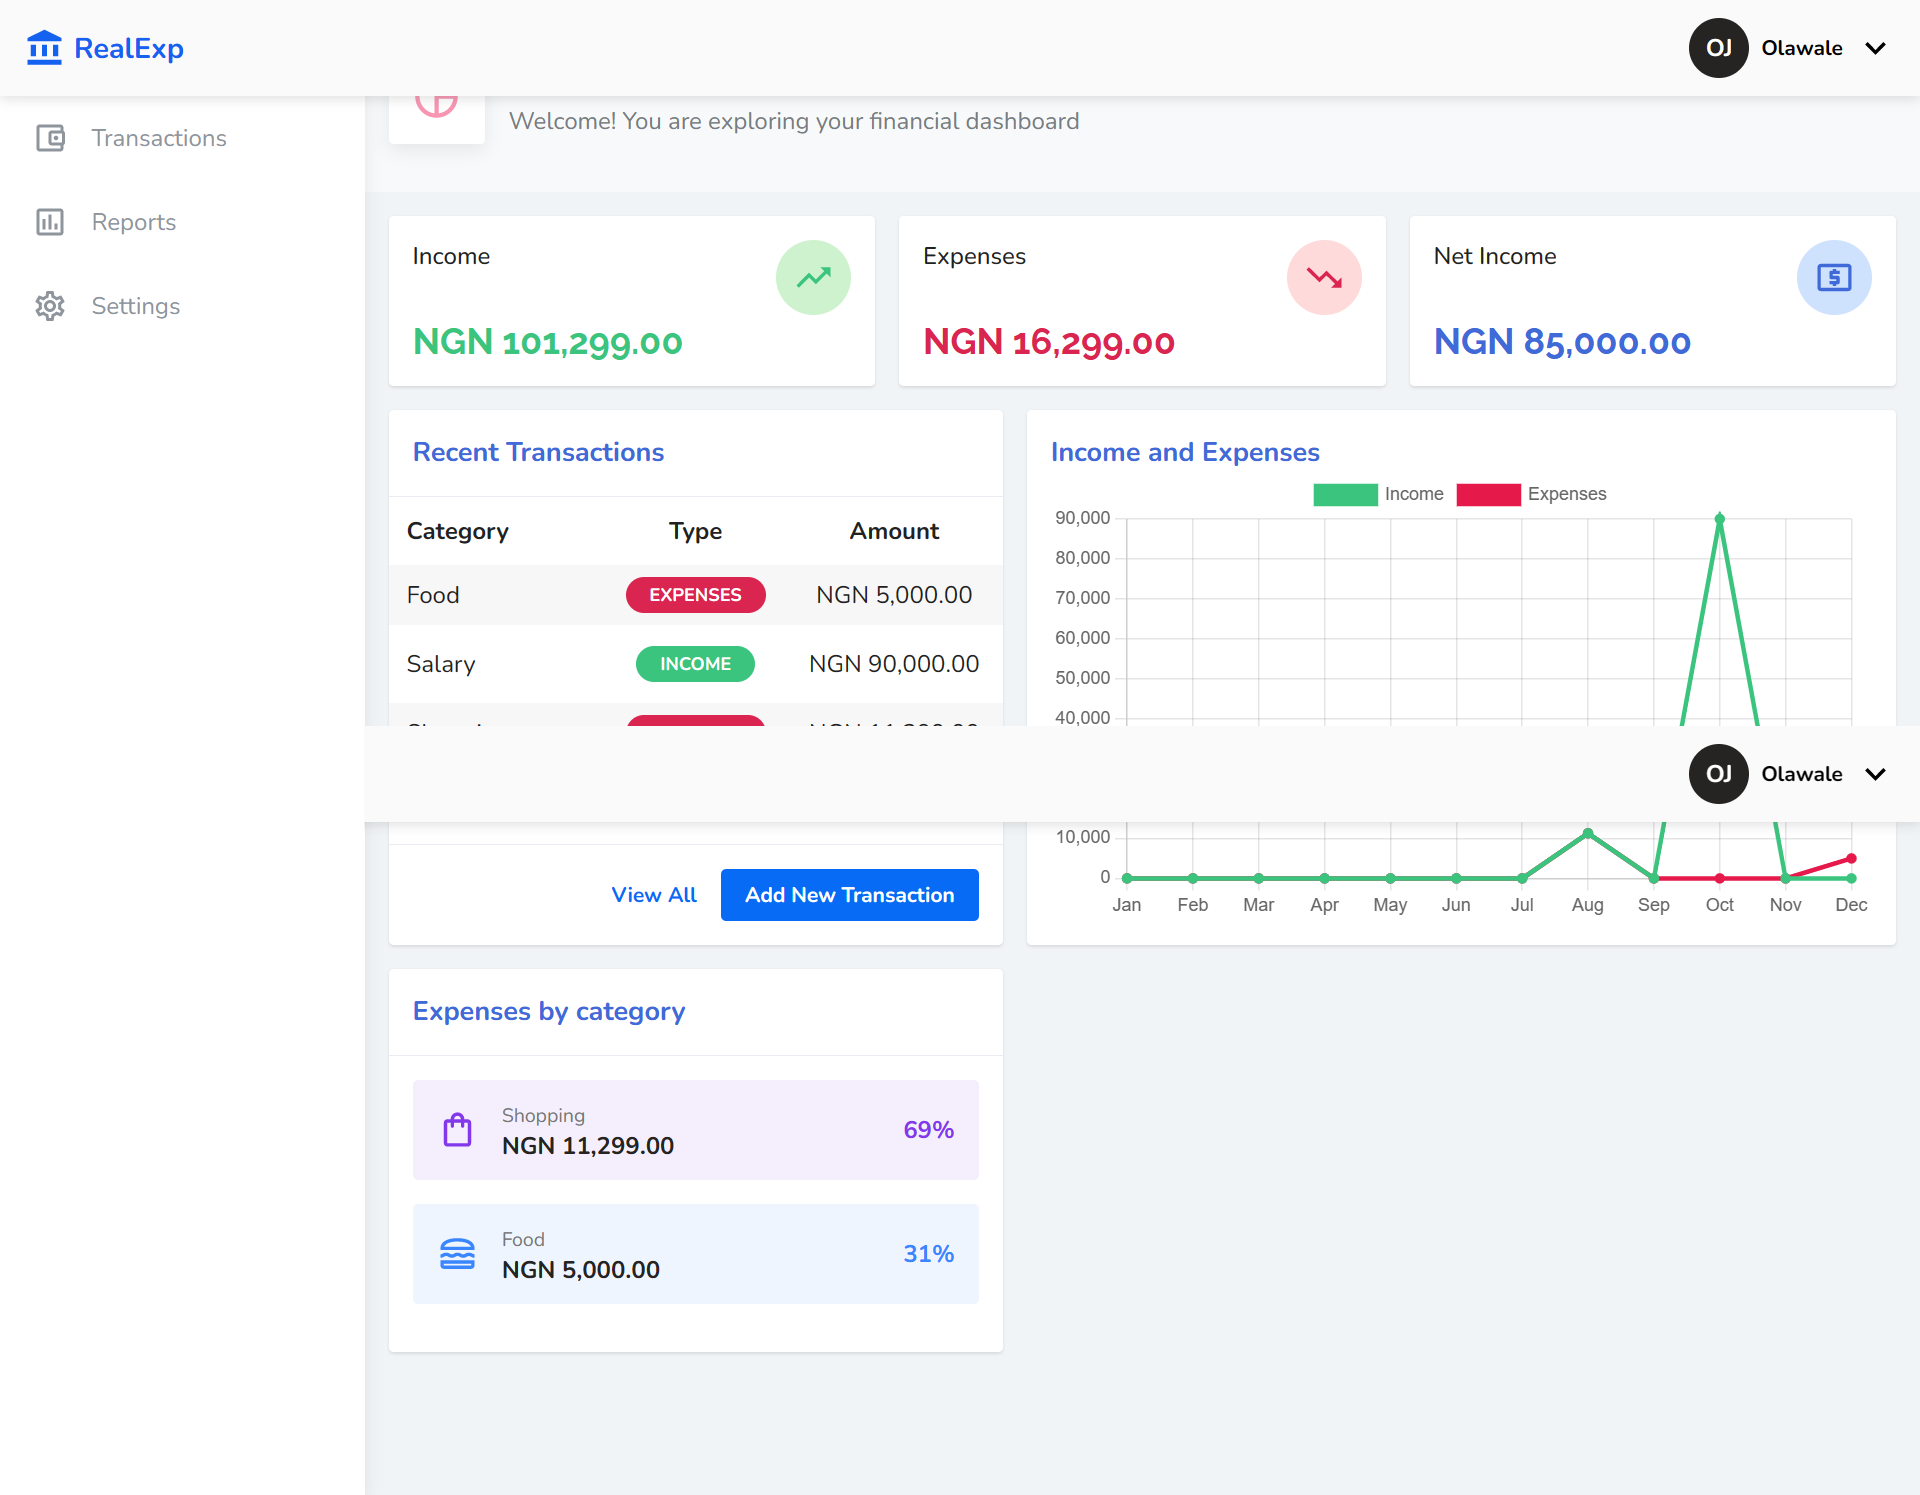 RealExp
OJ Olawale
Transactions
Reports
Settings
Welcome! You are exploring your financial dashboard
Income
NGN 101,299.00
Expenses
NGN 16,299.00
Net Income
NGN 85,000.00
Recent Transactions
Category Type Amount
Food EXPENSES NGN 5,000.00
Salary INCOME NGN 90,000.00
View All Add New Transaction
Income and Expenses
Income Expenses
90,000
80,000
70,000
60,000
50,000
40,000
OJ Olawale
10,000
0
Jan Feb Mar Apr May Jun Jul Aug Sep Oct Nov Dec
Expenses by category
Shopping
NGN 11,299.00
69%
Food
NGN 5,000.00
31%